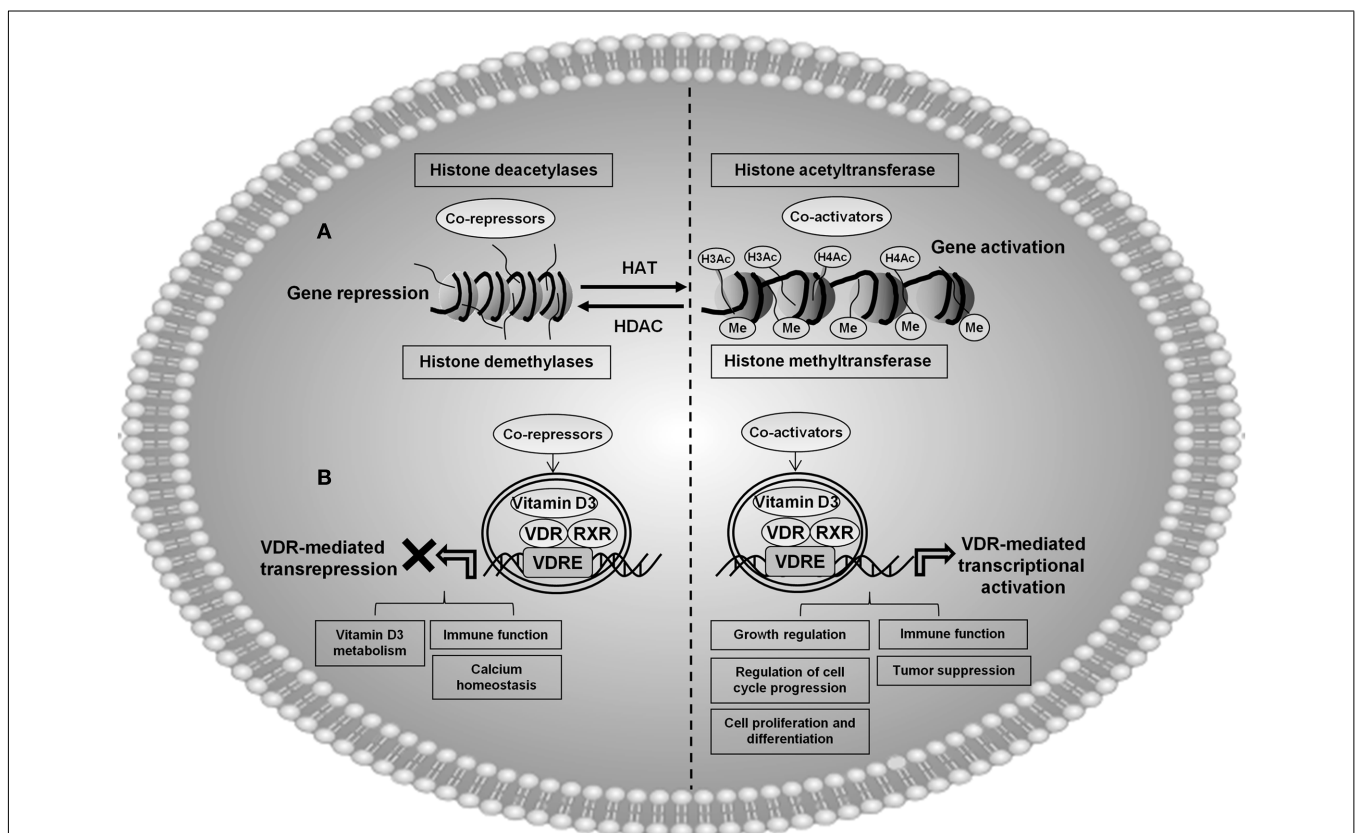 Histone deacetylases
Histone acetyltransferase
A
Co-repressors
Co-activators
H3Ac
H3Ac
H4Ac
H4Ac
Gene activation
Gene repression
HAT
HDAC
Me
Me
Me
Me
Me
Histone demethylases
Histone methyltransferase
B
Co-repressors
Co-activators
Vitamin D3
VDR
RXR
VDRE
Vitamin D3
VDR
RXR
VDRE
VDR-mediated
transrepression
VDR-mediated
transcriptional
activation
Vitamin D3
metabolism
Immune function
Calcium
homeostasis
Growth regulation
Immune function
Regulation of cell
cycle progression
Tumor suppression
Cell proliferation and
differentiation